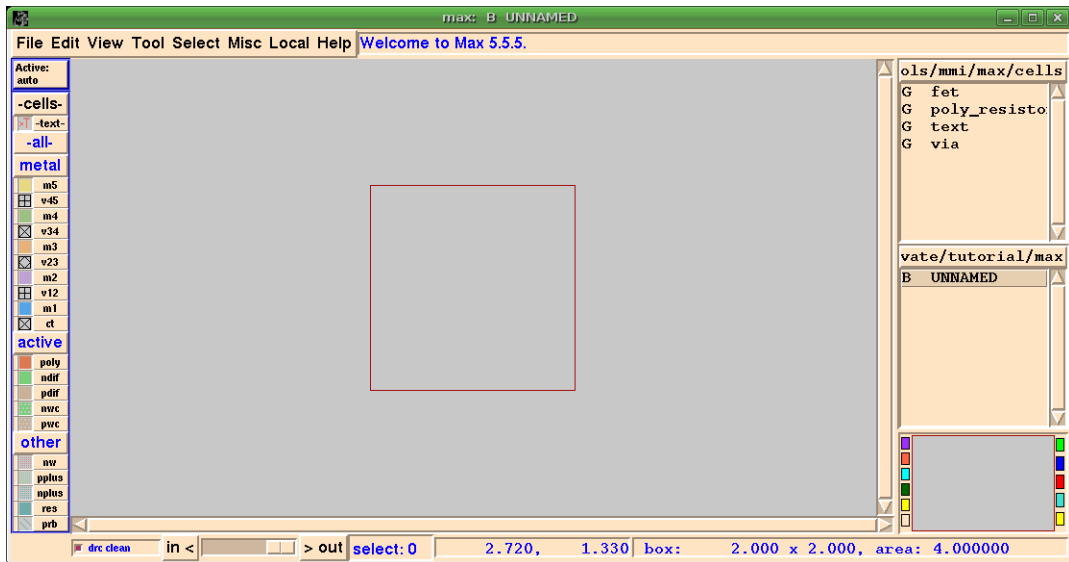 max: B UNNAMED
File Edit View Tool Select Misc Local Help Welcome to Max 5.5.5.
Active:
auto
-cells-
-text-
-all-
metal
m5
v45
m4
v34
m3
v23
m2
v12
m1
ct
active
poly
ndif
pdif
nwc
pwc
other
nw
pplus
nplus
res
prb
ols/mmi/max/cells
G fet
G poly_resisto
G text
G via
vate/tutorial/max
B UNNAMED
drc clean in < > out select: 0 2.720, 1.330 box: 2.000 x 2.000, area: 4.000000